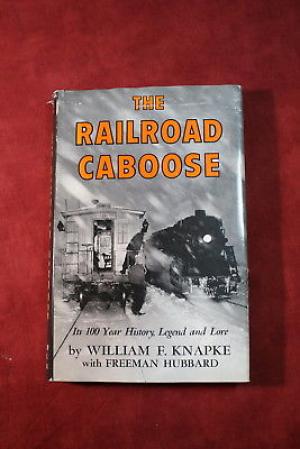 THE
RAILROAD
CABOOSE
Its 100 Year History, Legend and Lore
by WILLIAM F. KNAPKE
with FREEMAN HUBBARD